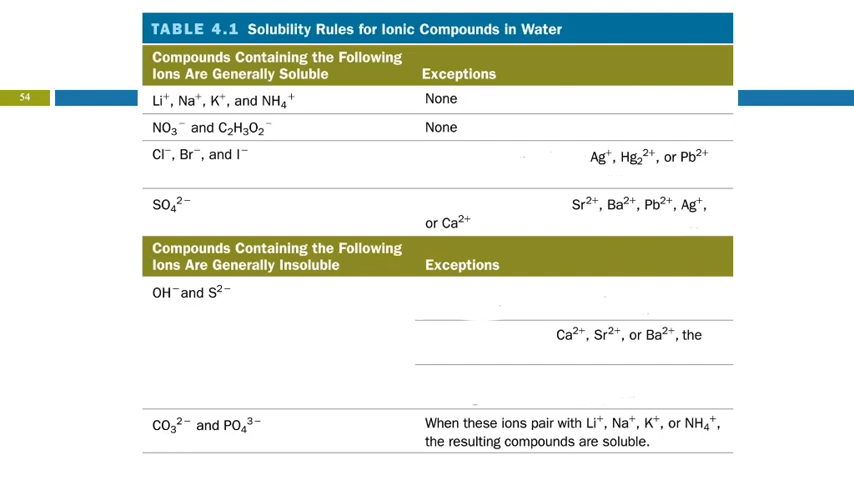 TABLE 4.1 Solubility Rules for Ionic Compounds in Water
Compounds Containing the Following
Ions Are Generally Soluble
Exceptions
54
Li⁺, Na⁺, K⁺, and NH₄⁺
None
NO₃⁻ and C₂H₃O₂⁻
None
Cl⁻, Br⁻, and I⁻
Ag⁺, Hg₂²⁺, or Pb²⁺
SO₄²⁻
Sr²⁺, Ba²⁺, Pb²⁺, Ag⁺,
or Ca²⁺
Compounds Containing the Following
Ions Are Generally Insoluble
Exceptions
OH⁻and S²⁻
Ca²⁺, Sr²⁺, or Ba²⁺, the
CO₃²⁻ and PO₄³⁻
When these ions pair with Li⁺, Na⁺, K⁺, or NH₄⁺,
the resulting compounds are soluble.